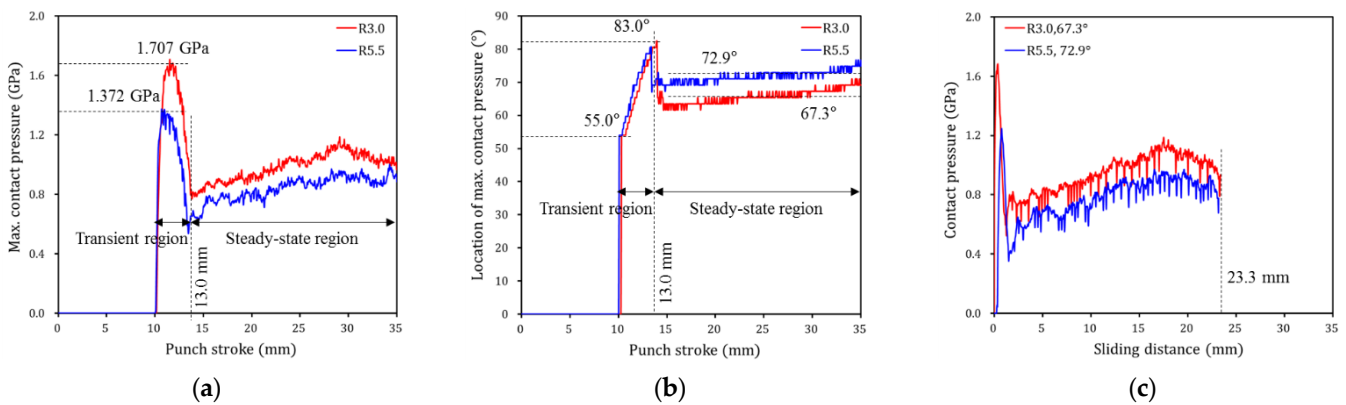 2.0
1.6
1.2
0.8
0.4
0.0
Max. contact pressure (GPa)
1.707 GPa
1.372 GPa
R3.0
R5.5
Transient region
Steady-state region
13.0 mm
0 5 10 15 20 25 30 35
Punch stroke (mm)
(a)
90
80
70
60
50
40
30
20
10
0
Location of max. contact pressure (°)
83.0°
R3.0
R5.5
72.9°
55.0°
67.3°
Transient region
Steady-state region
13.0 mm
0 5 10 15 20 25 30 35
Punch stroke (mm)
(b)
2.0
1.6
1.2
0.8
0.4
0.0
Contact pressure (GPa)
R3.0,67.3°
R5.5, 72.9°
23.3 mm
0 5 10 15 20 25 30 35
Sliding distance (mm)
(c)